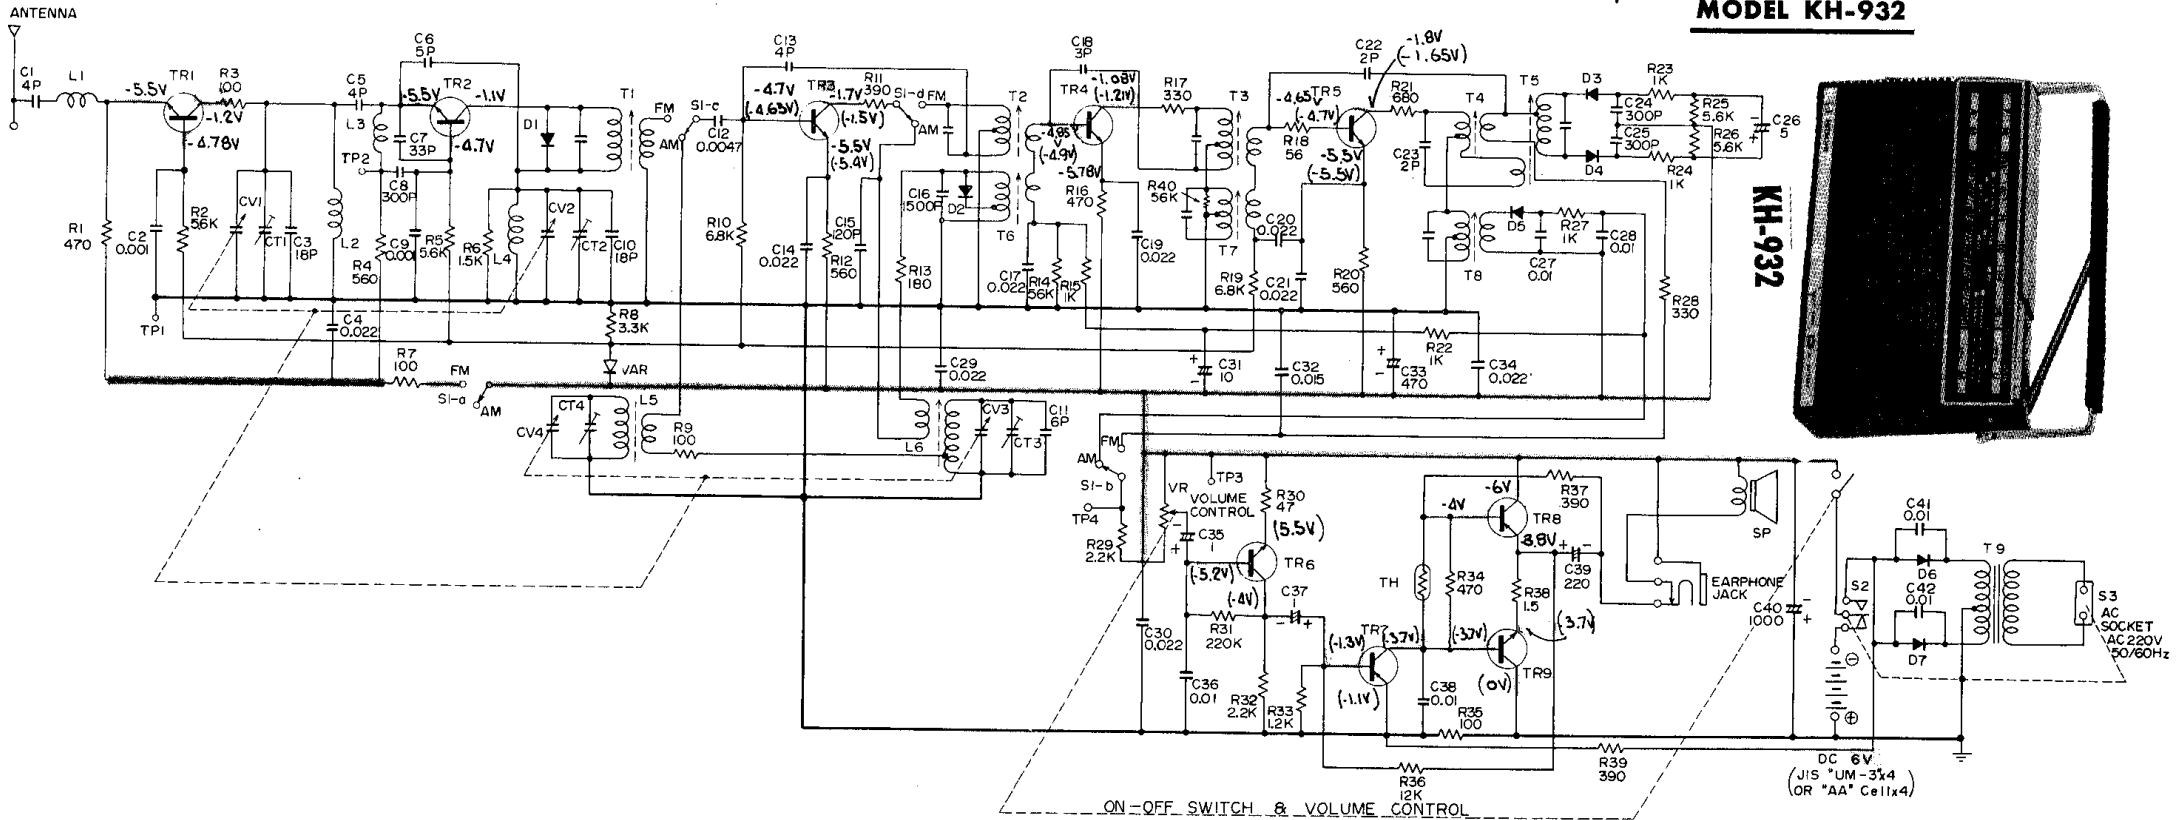 MODEL KH-932
KH-932
ANTENNA
C1
4P
L1
-5.5V
TR1
R3
100
-1.2V
-4.78V
C5
4P
C6
5P
TR2
-5.5V
-1.1V
-4.7V
L3
C7
33P
TP2
C8
300P
D1
T1
FM
AM
S1-c
C12
0.0047
C13
4P
-4.7V
(-4.65V)
TR3
-1.7V
(-1.5V)
-5.5V
(-5.4V)
R11
390
S1-d
FM
AM
T2
C18
3P
TR4
-1.08V
(-1.21V)
-4.85
V
(-4.9V)
-5.78V
R17
330
T3
C22
2P
-1.8V
(-1.65V)
-4.65V
(-4.7V)
TR5
R18
56
-5.5V
(-5.5V)
R21
680
T4
T5
D3
R23
1K
C24
300P
C25
300P
R25
5.6K
R26
5.6K
C26
5
D4
R24
1K
C23
2P
R1
470
C2
0.001
R2
56K
CV1
CT1
C3
18P
L2
R4
560
C9
0.001
R5
5.6K
R6
1.5K
L4
CV2
CT2
C10
18P
R10
6.8K
C14
0.022
R12
560
C15
120P
R13
180
C16
1500P
D2
T6
C17
0.022
R14
56K
R15
1K
R16
470
C19
0.022
R40
56K
T7
C20
0.022
R19
6.8K
C21
0.022
R20
560
T8
D5
R27
1K
C27
0.01
C28
0.01
R28
330
TP1
C4
0.022
R7
100
FM
S1-a
AM
R8
3.3K
VAR
C29
0.022
C31
10
C32
0.015
C33
470
R22
1K
C34
0.022
CV4
CT4
L5
R9
100
L6
CV3
CT3
C11
6P
FM
AM
S1-b
TP4
R29
2.2K
VR
VOLUME
CONTROL
TP3
C35
1
R30
47
(5.5V)
TR6
(-5.2V)
(-4V)
C37
1
R31
220K
C30
0.022
C36
0.01
R32
2.2K
R33
1.2K
TR7
(-1.3V)
(-3.7V)
(-1.1V)
TH
R34
470
-6V
-4V
TR8
-3.8V
R37
390
C39
220
R38
1.5
(-3.7V)
(3.7V)
TR9
(0V)
C38
0.01
R35
100
R36
12K
R39
390
EARPHONE
JACK
SP
C40
1000
S2
C41
0.01
D6
C42
0.01
D7
T9
S3
AC
SOCKET
AC220V
50/60Hz
DC 6V
(JIS "UM-3"x4
(OR "AA" Cellx4)
ON-OFF SWITCH & VOLUME CONTROL